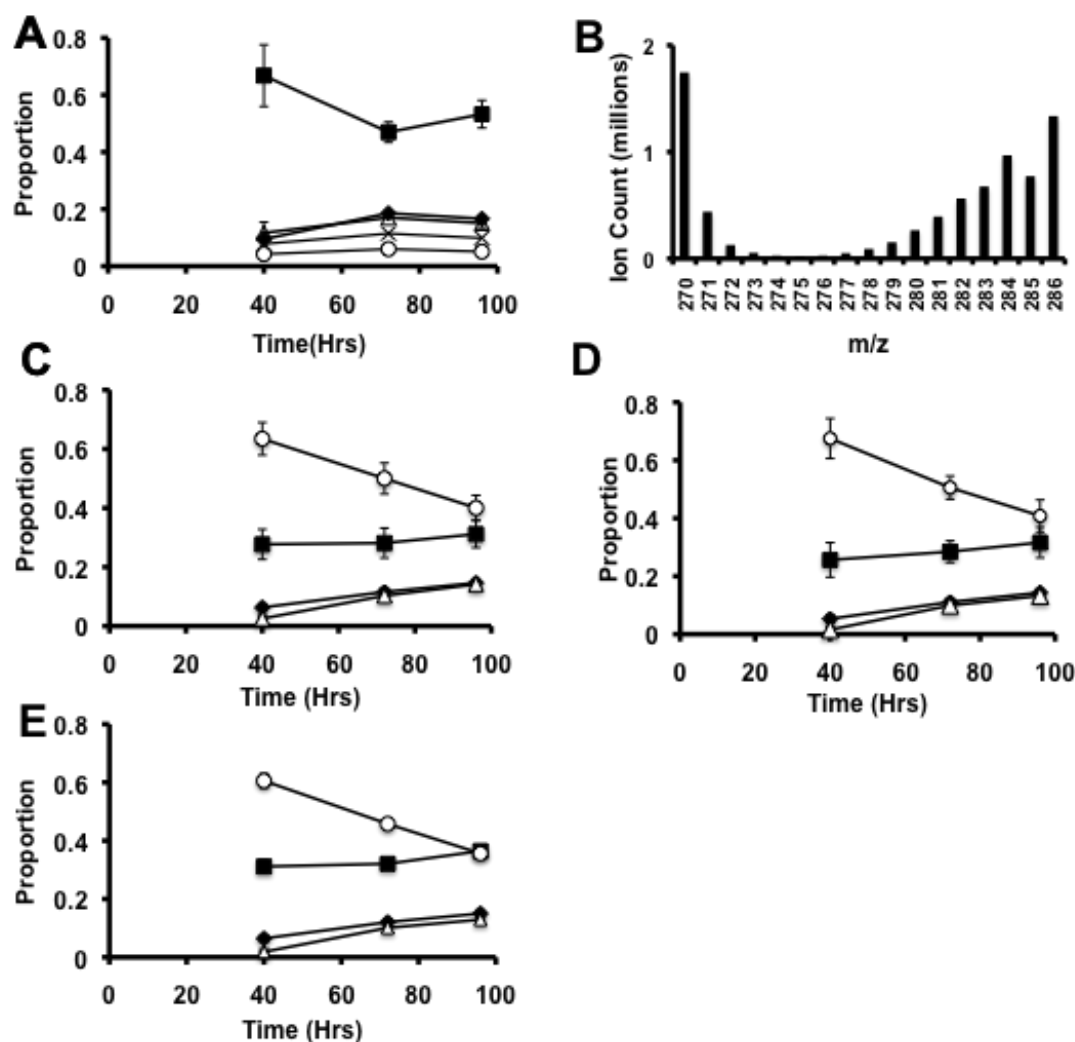 A
Proportion
0.8
0.6
0.4
0.2
0
0 20 40 60 80 100
Time(Hrs)
B
Ion Count (millions)
2
1
0
270 271 272 273 274 275 276 277 278 279 280 281 282 283 284 285 286
m/z
C
Proportion
0.8
0.6
0.4
0.2
0
0 20 40 60 80 100
Time (Hrs)
D
Proportion
0.8
0.6
0.4
0.2
0
0 20 40 60 80 100
Time (Hrs)
E
Proportion
0.8
0.6
0.4
0.2
0
0 20 40 60 80 100
Time (Hrs)